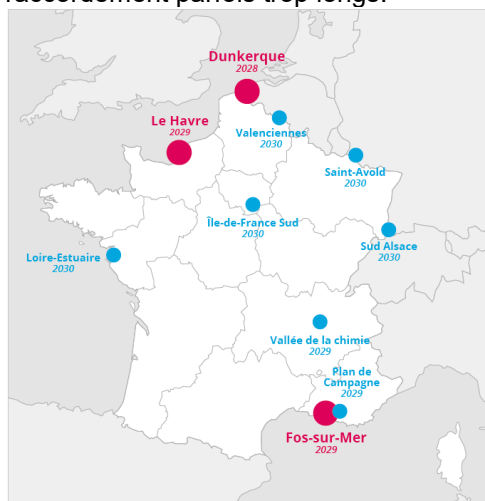 raccordement parfois trop longs.
Dunkerque
2028
Le Havre
2029
Valenciennes
2030
Saint-Avold
2030
Île-de-France Sud
2030
Sud Alsace
2030
Loire-Estuaire
2030
Vallée de la chimie
2029
Plan de
Campagne
2029
Fos-sur-Mer
2029